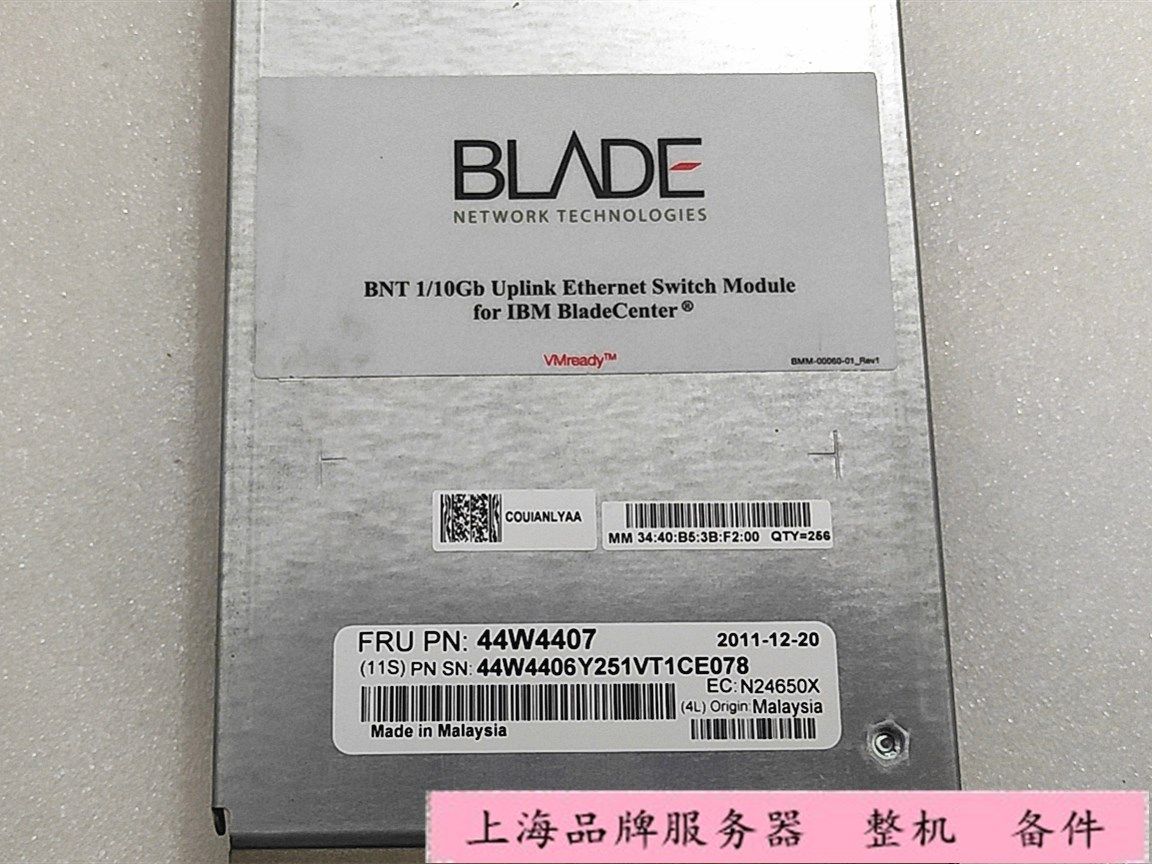 BLADE
NETWORK TECHNOLOGIES
BNT 1/10Gb Uplink Ethernet Switch Module
for IBM BladeCenter®
VMready™
BMM-00060-01_Rev1
COUIANLYAA
MM 34:40:B5:3B:F2:00 QTY=256
FRU PN: 44W4407 2011-12-20
(11S) PN SN: 44W4406Y251VT1CE078
EC: N24650X
(4L) Origin: Malaysia
Made in Malaysia
上海品牌服务器 整机 备件